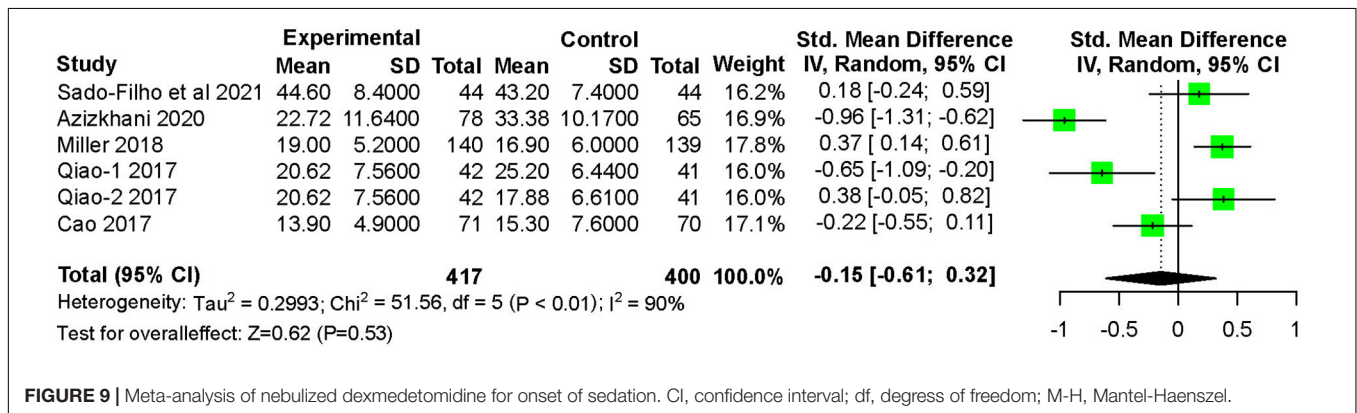 Experimental Control Std. Mean Difference Std. Mean Difference
Study Mean SD Total Mean SD Total Weight IV, Random, 95% CI IV, Random, 95% CI
Sado-Filho et al 2021 44.60 8.4000 44 43.20 7.4000 44 16.2% 0.18 [-0.24; 0.59]
Azizkhani 2020 22.72 11.6400 78 33.38 10.1700 65 16.9% -0.96 [-1.31; -0.62]
Miller 2018 19.00 5.2000 140 16.90 6.0000 139 17.8% 0.37 [ 0.14; 0.61]
Qiao-1 2017 20.62 7.5600 42 25.20 6.4400 41 16.0% -0.65 [-1.09; -0.20]
Qiao-2 2017 20.62 7.5600 42 17.88 6.6100 41 16.0% 0.38 [-0.05; 0.82]
Cao 2017 13.90 4.9000 71 15.30 7.6000 70 17.1% -0.22 [-0.55; 0.11]
Total (95% CI) 417 400 100.0% -0.15 [-0.61; 0.32]
Heterogeneity: Tau² = 0.2993; Chi² = 51.56, df = 5 (P < 0.01); I² = 90%
Test for overalleffect: Z=0.62 (P=0.53)
-1 -0.5 0 0.5 1
FIGURE 9 | Meta-analysis of nebulized dexmedetomidine for onset of sedation. CI, confidence interval; df, degress of freedom; M-H, Mantel-Haenszel.